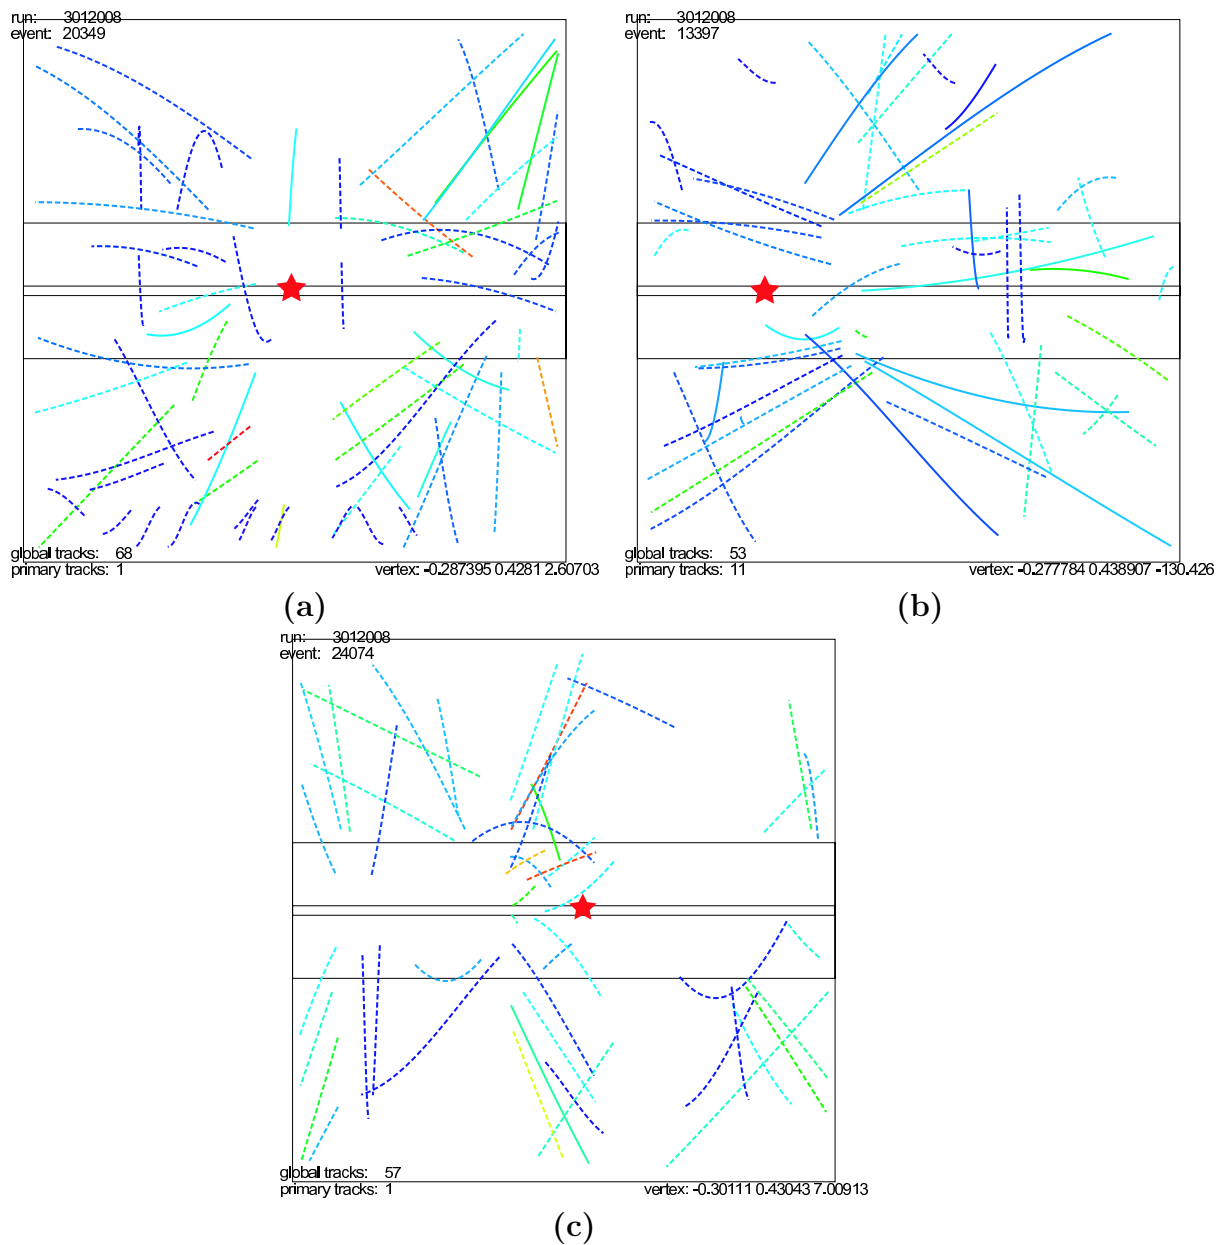 run: 3012008
event: 20349
global tracks: 68
primary tracks: 1
vertex: -0.287395 0.4281 2.60703
(a)
run: 3012008
event: 13397
global tracks: 53
primary tracks: 11
vertex: -0.277784 0.438907 -130.426
(b)
run: 3012008
event: 24074
global tracks: 57
primary tracks: 1
vertex: -0.30111 0.43043 7.00913
(c)